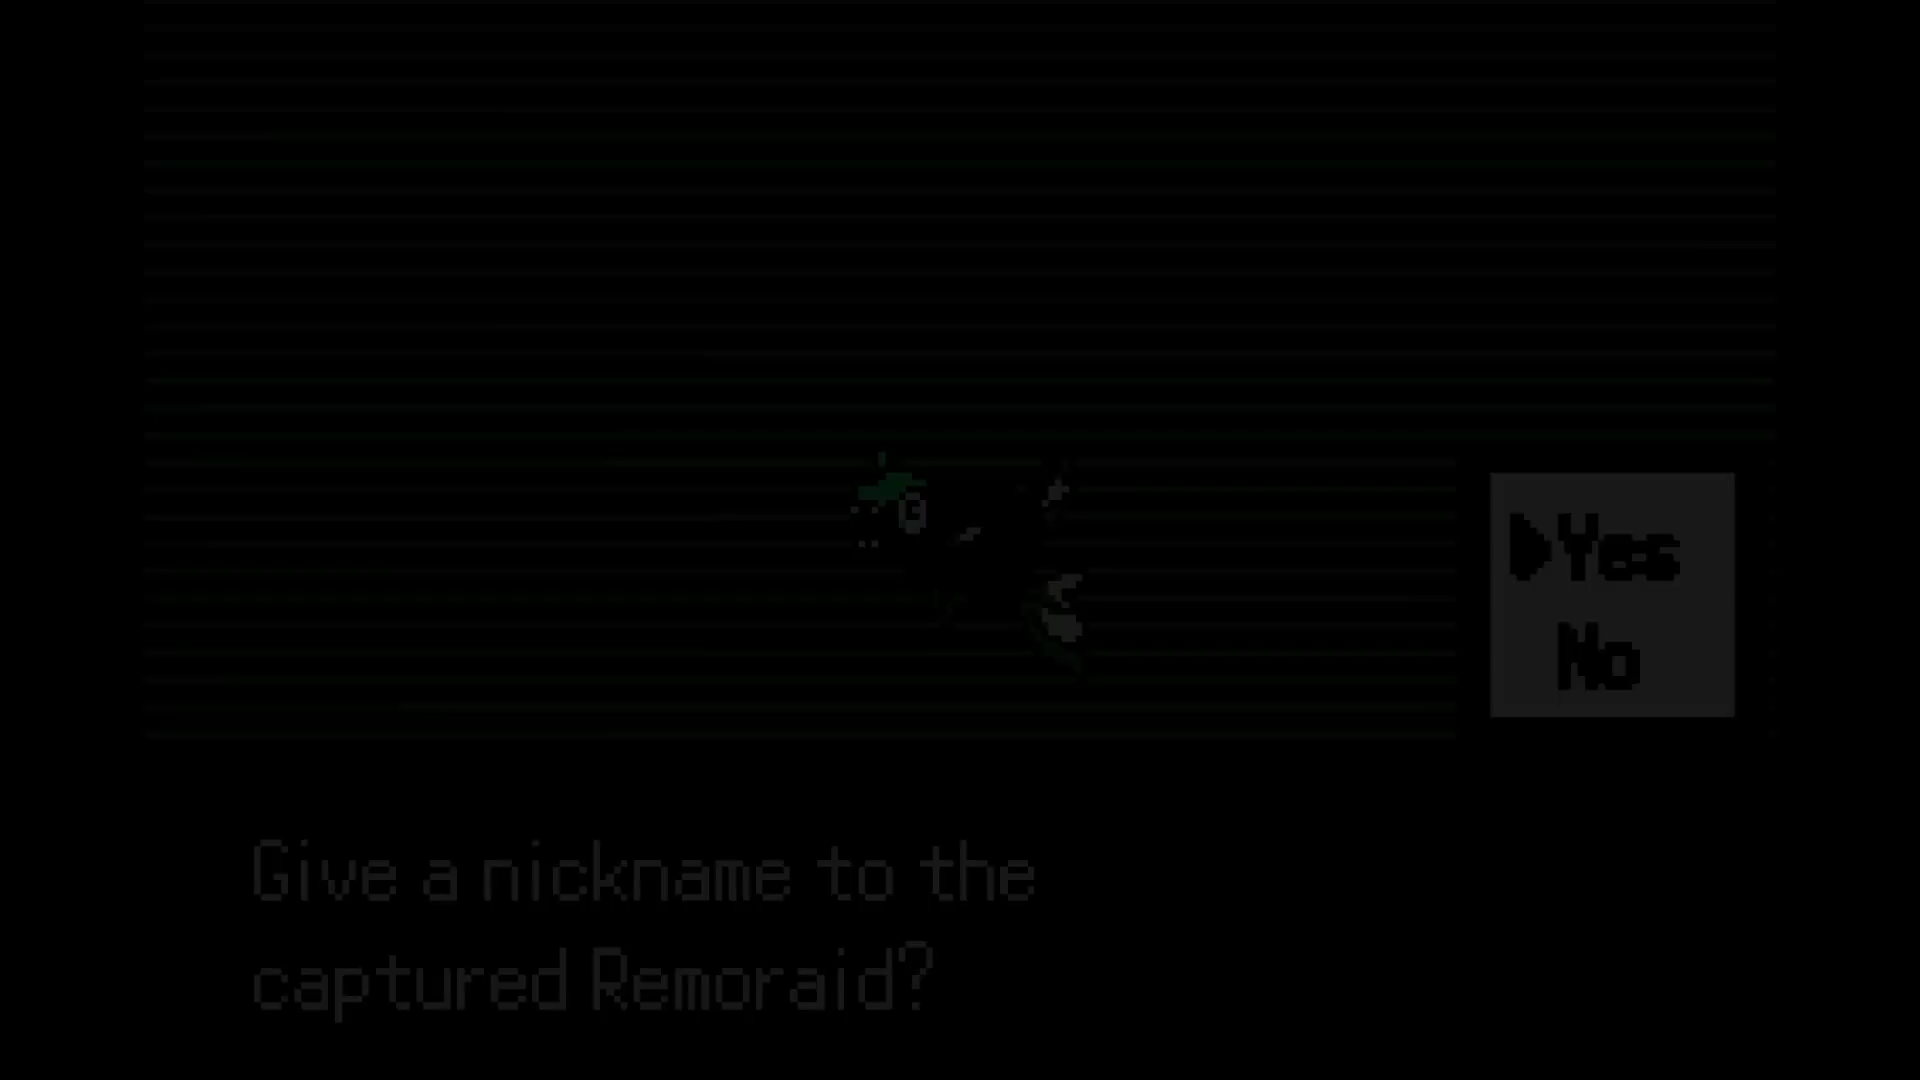 Yes
No
Give a nickname to the
captured Remoraid?